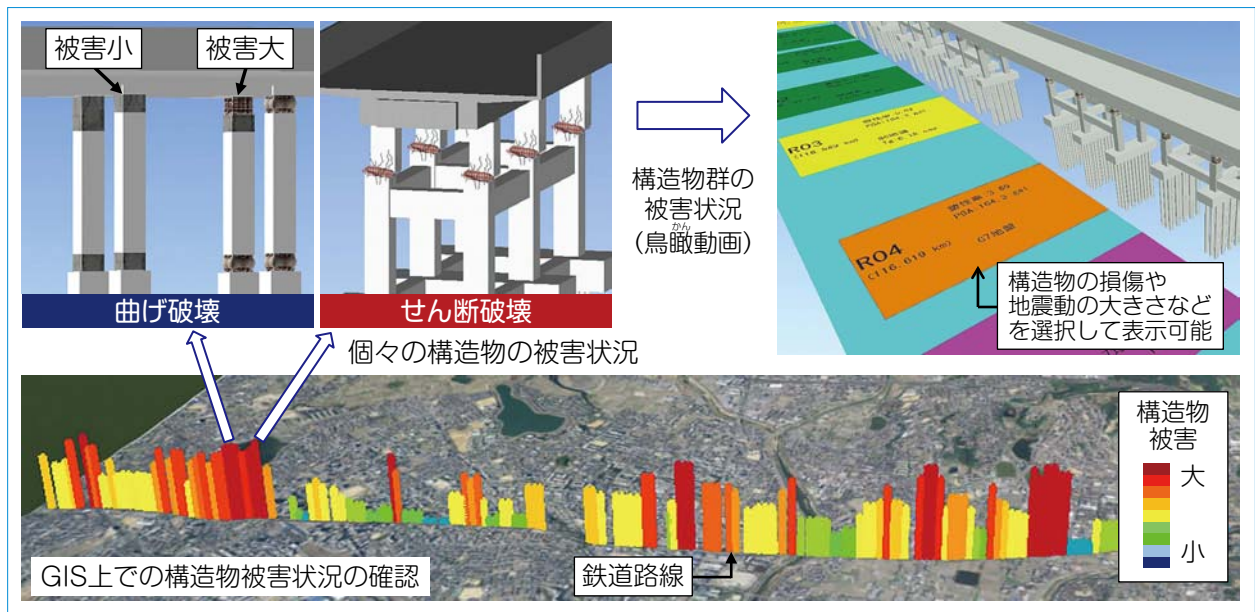 被害小
被害大
曲げ破壊
せん断破壊
個々の構造物の被害状況
構造物群の
被害状況
(鳥瞰動画)
かん
R03
R04
G7地盤
構造物の損傷や
地震動の大きさなど
を選択して表示可能
構造物
被害
大
小
GIS上での構造物被害状況の確認
鉄道路線